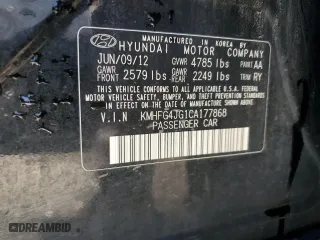 MANUFACTURED IN KOREA BY
HYUNDAI MOTOR COMPANY
JUN/09/12 GVWR 4785 lbs PAINT AA
GAWR FRONT 2579 lbs GAWR REAR 2249 lbs TRIM RY
THIS VEHICLE CONFORMS TO ALL APPLICABLE U.S.A. FEDERAL
MOTOR VEHICLE SAFETY, BUMPER, AND THEFT PREVENTION
STANDARDS IN EFFECT ON THE DATE OF MANUFACTURE SHOWN ABOVE.
V.I.N KMHFG4JG1CA177868
PASSENGER CAR